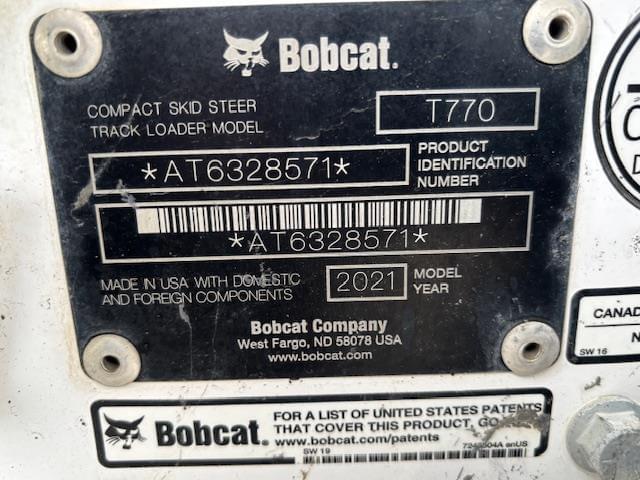 Bobcat.
COMPACT SKID STEER
TRACK LOADER MODEL
T770
*AT6328571*
PRODUCT
IDENTIFICATION
NUMBER
*AT6328571*
MADE IN USA WITH DOMESTIC
AND FOREIGN COMPONENTS
2021
MODEL
YEAR
Bobcat Company
West Fargo, ND 58078 USA
www.bobcat.com
CANAD
N
SW 16
Bobcat.
FOR A LIST OF UNITED STATES PATENTS
THAT COVER THIS PRODUCT, GO
www.bobcat.com/patents
SW 19
enUS